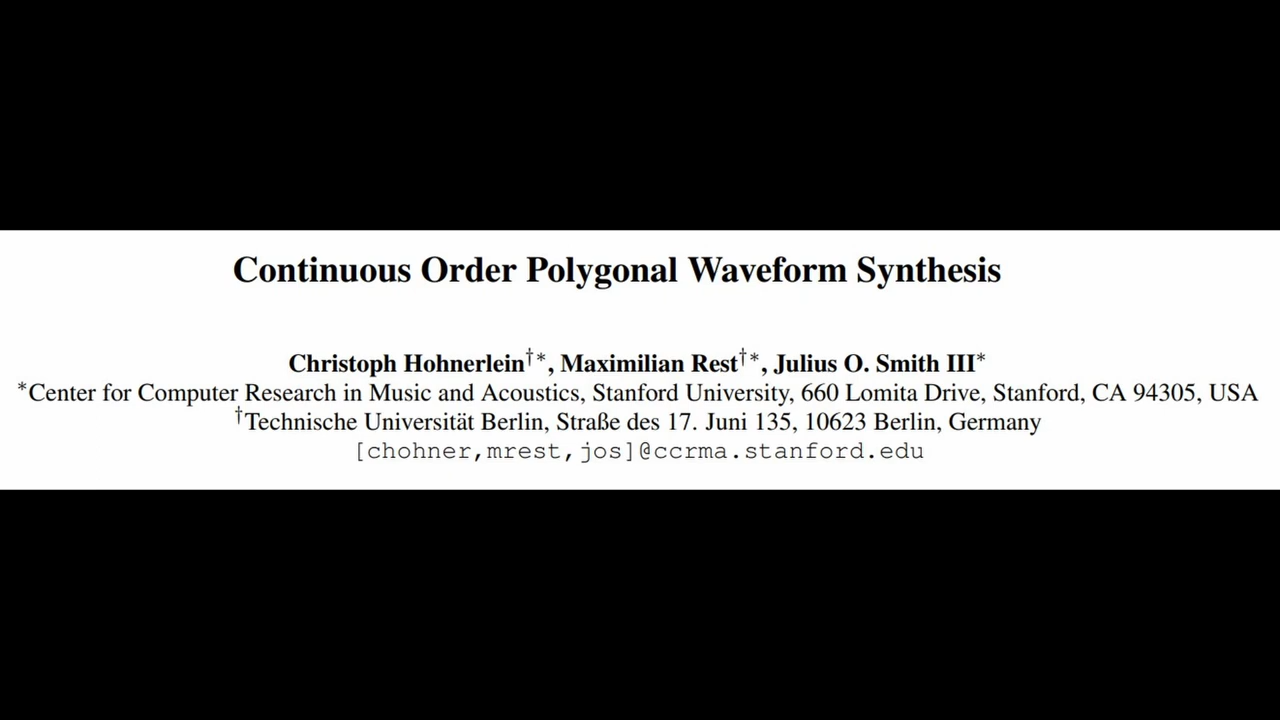 Continuous Order Polygonal Waveform Synthesis
Christoph Hohnerlein†*, Maximilian Rest†*, Julius O. Smith III*
*Center for Computer Research in Music and Acoustics, Stanford University, 660 Lomita Drive, Stanford, CA 94305, USA
†Technische Universität Berlin, Straße des 17. Juni 135, 10623 Berlin, Germany
[chohner,mrest,jos]@ccrma.stanford.edu